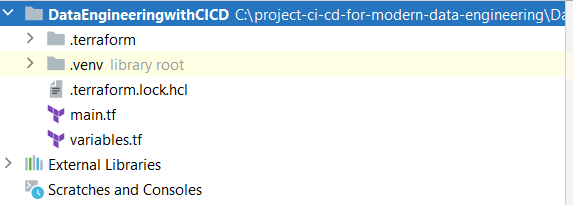 DataEngineeringwithCICD C:\project-ci-cd-for-modern-data-engineering\Da
.terraform
.venv library root
.terraform.lock.hcl
main.tf
variables.tf
External Libraries
Scratches and Consoles